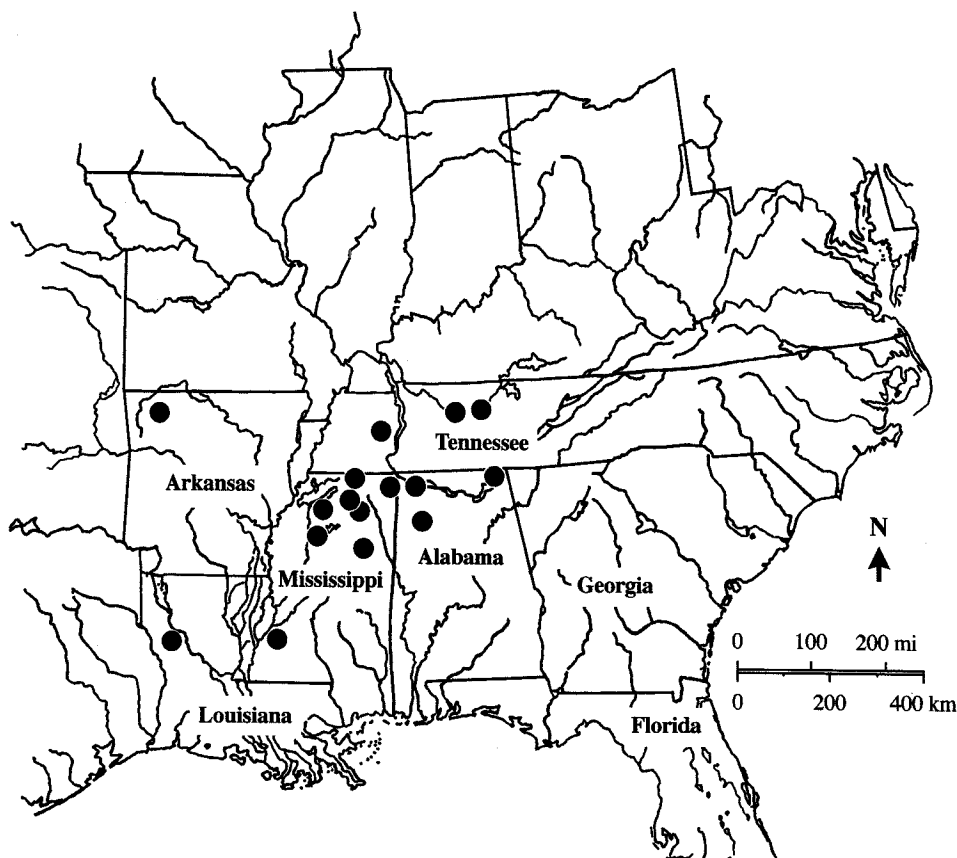 Tennessee
Arkansas
Alabama
Mississippi
Georgia
Louisiana
Florida
N
0 100 200 mi
0 200 400 km